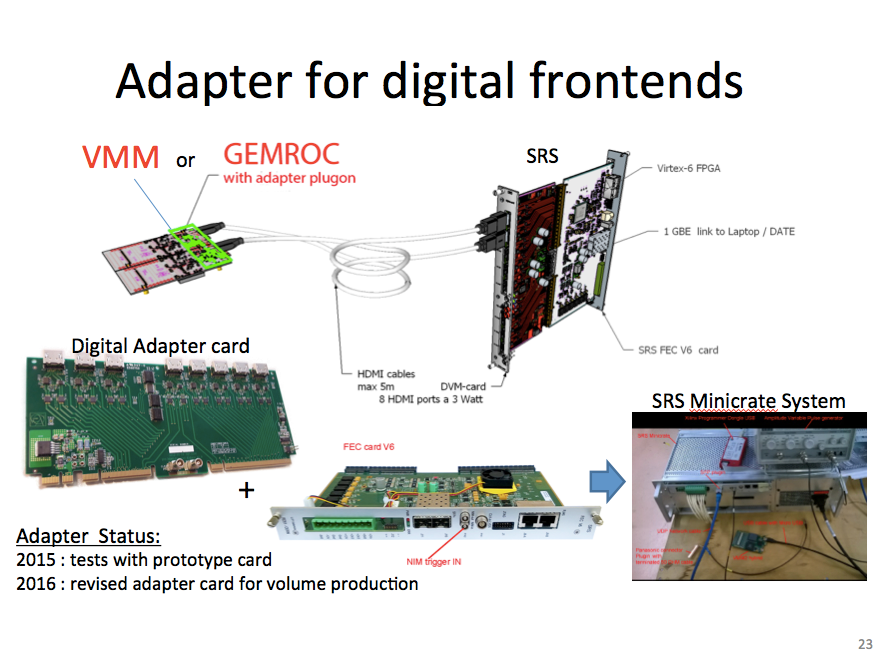 Adapter for digital frontends
VMM or GEMROC
with adapter plugon
SRS
Virtex-6 FPGA
1 GBE link to Laptop / DATE
SRS FEC V6 card
HDMI cables
max 5m
DVM-card
8 HDMI ports a 3 Watt
Digital Adapter card
SRS Minicrate System
FEC card V6
+
NIM trigger IN
Adapter Status:
2015 : tests with prototype card
2016 : revised adapter card for volume production
23